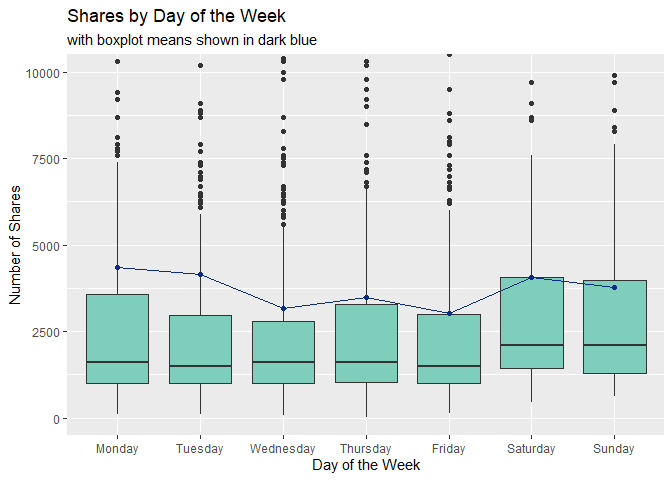 Shares by Day of the Week
with boxplot means shown in dark blue
Number of Shares
10000
7500
5000
2500
0
Monday Tuesday Wednesday Thursday Friday Saturday Sunday
Day of the Week